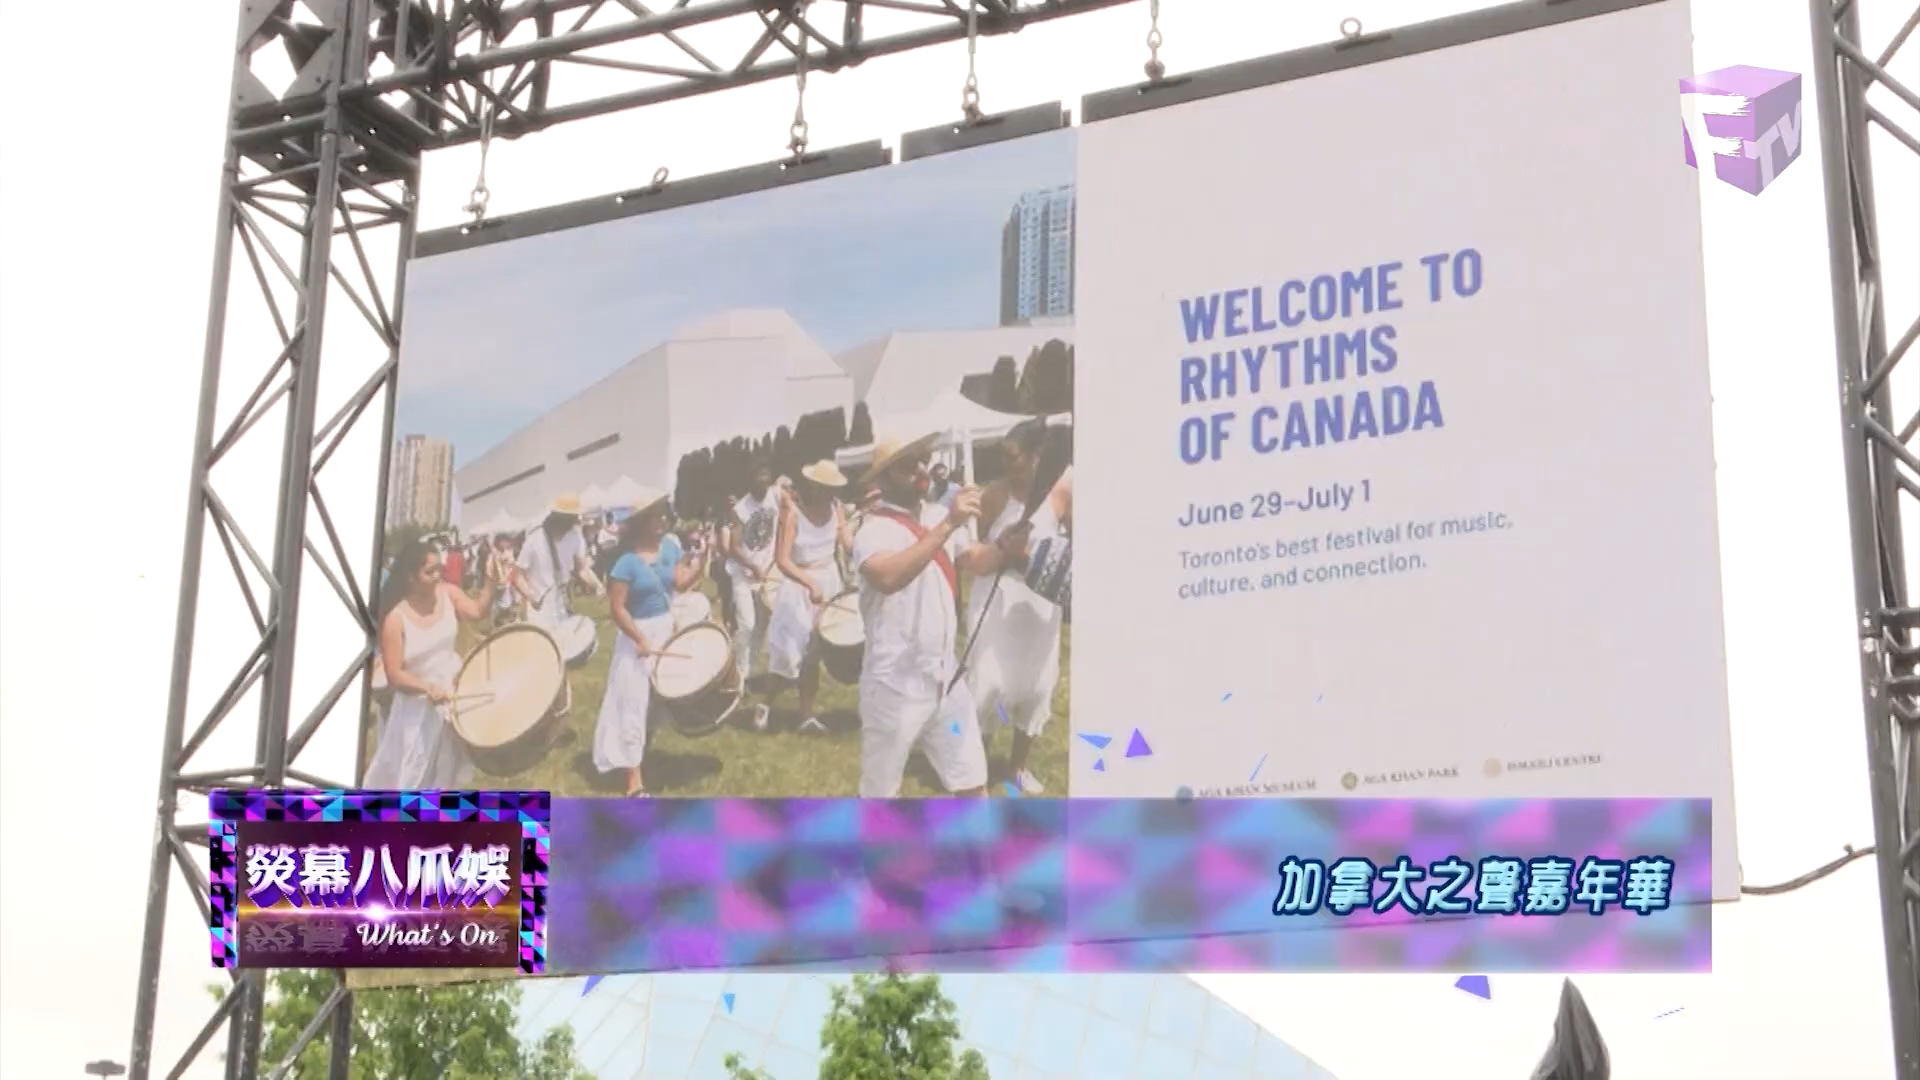 FTV
WELCOME TO
RHYTHMS
OF CANADA
June 29-July 1
Toronto's best festival for music,
culture, and connection.
AGA KHAN MUSEUM
AGA KHAN PARK
ISMAILI CENTRE
熒幕八爪娛
What's On
加拿大之聲嘉年華